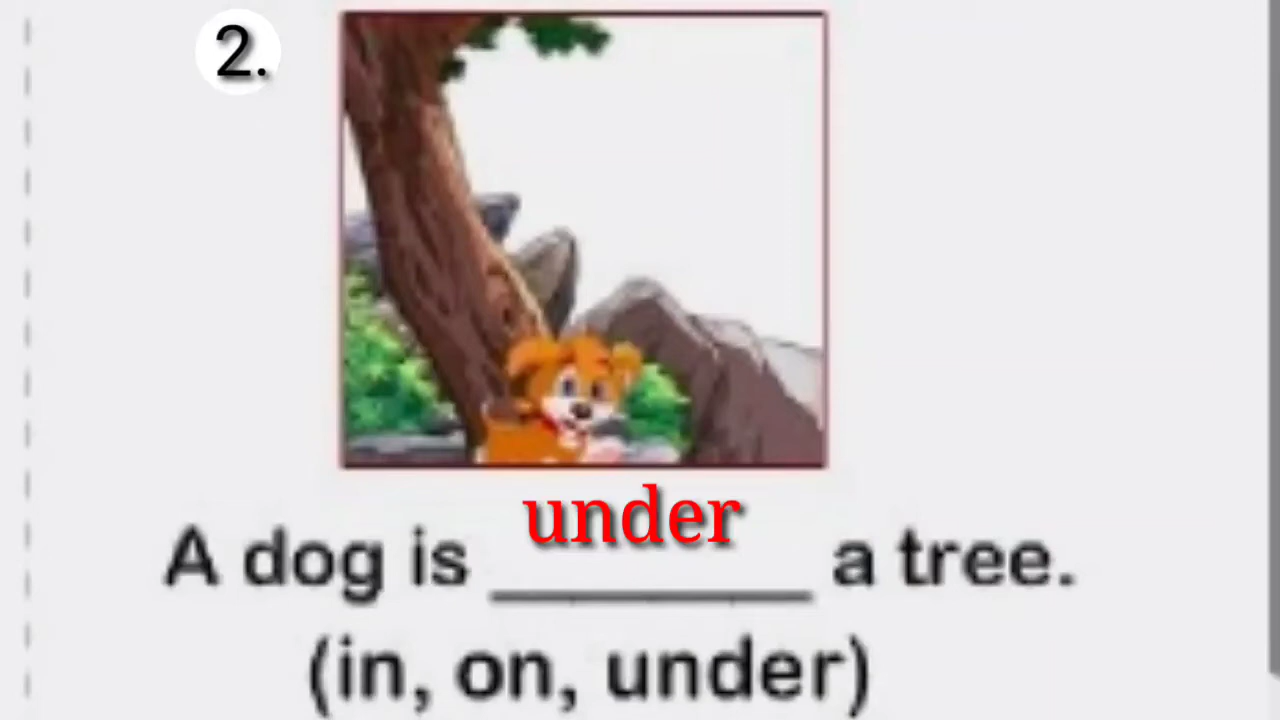 2.
under
A dog is ________ a tree.
(in, on, under)